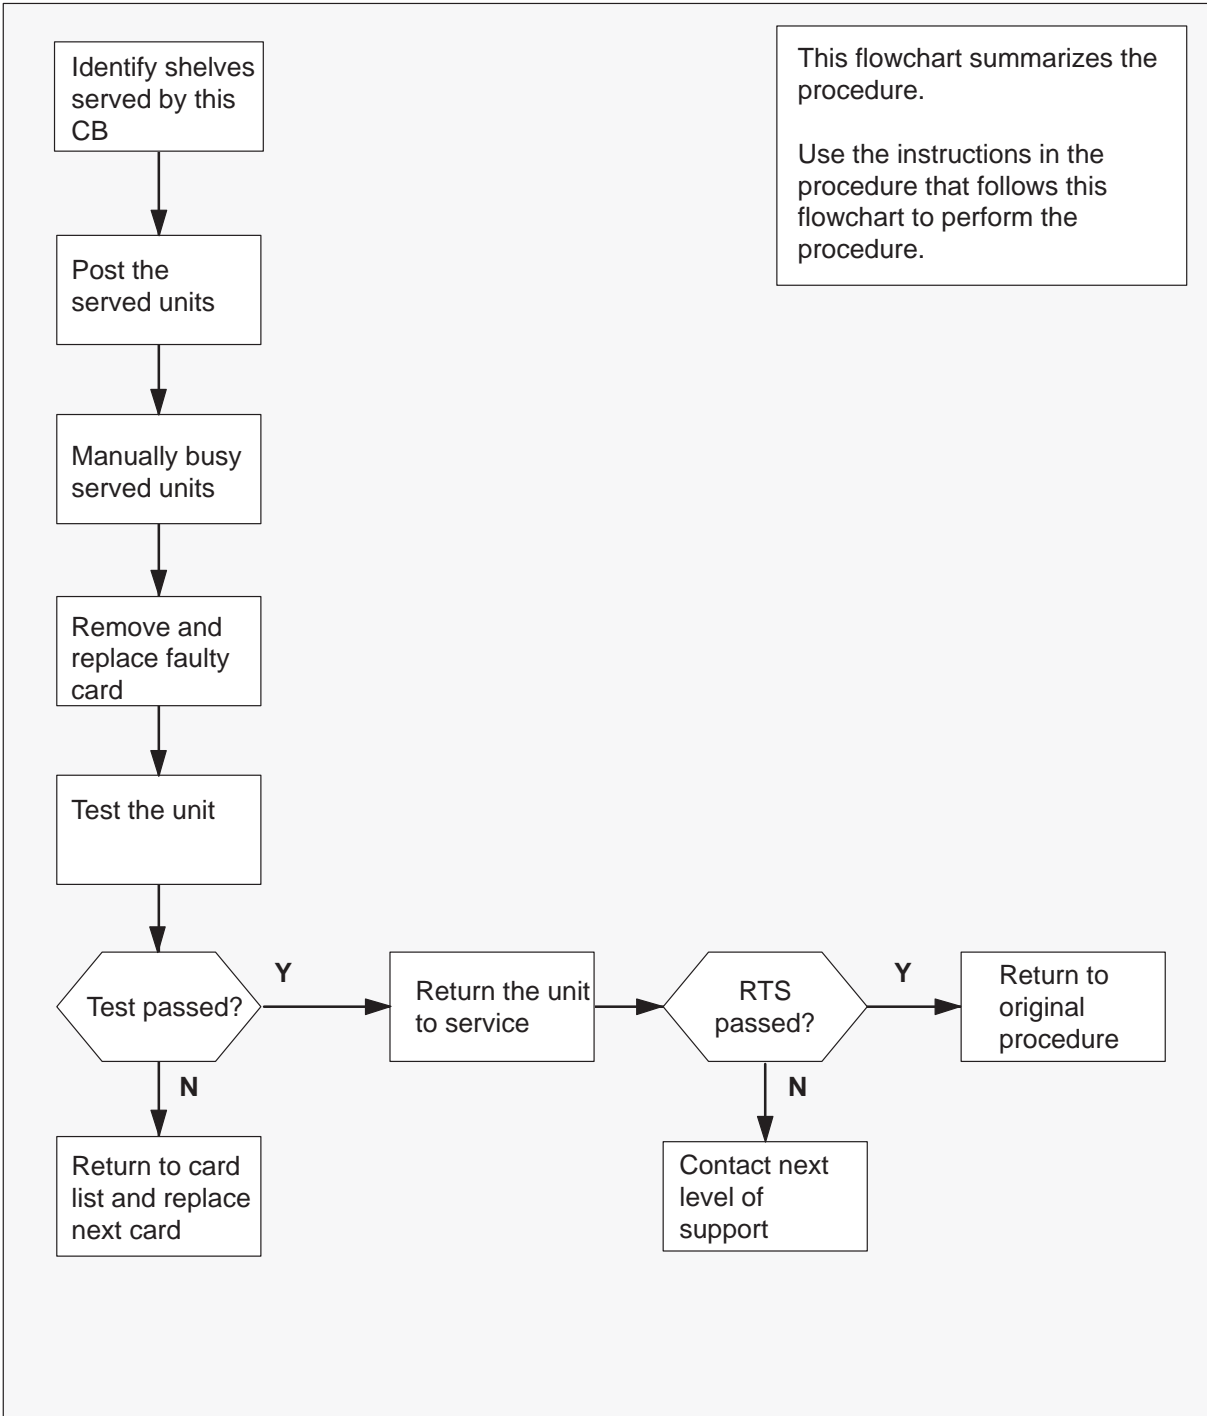 Identify shelves
served by this
CB
This flowchart summarizes the
procedure.
Use the instructions in the
procedure that follows this
flowchart to perform the
procedure.
Post the
served units
Manually busy
served units
Remove and
replace faulty
card
Test the unit
Test passed?
Y
Return the unit
to service
RTS
passed?
Y
Return to
original
procedure
N
Return to card
list and replace
next card
N
Contact next
level of
support